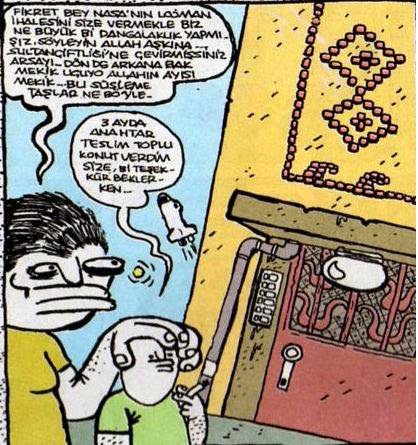 FİKRET BEY NASA'NIN LOJMAN
İHALESİNİ SİZE VERMEKLE BİZ
NE BÜYÜK Bİ DANGALAKLIK YAPMI-
ŞIZ, SÖYLEYİN ALLAH AŞKINA...
SULTANÇİFTLİĞİ'NE ÇEVİRMİŞSİNİZ
ARSAYI... DÖN Dİ ARKANA BAK
MEKİK UÇUYO ALLAHIN AYISI
MEKİK... BU SÜSLEME
TAŞLAR NE BÖYLE..
3 AYDA
ANAHTAR
TESLİM TOPLU
KONUT VERDİM
SİZE, Bİ TEŞEK-
KÜR BEKLER-
KEN...